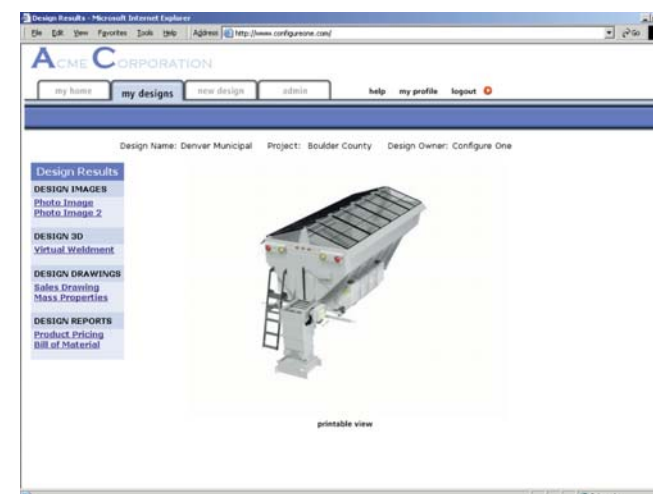 Design Results - Microsoft Internet Explorer
File Edit View Favorites Tools Help Address http://www.configureone.com/ Go
ACME CORPORATION
my home my designs new design admin help my profile logout
Design Name: Denver Municipal Project: Boulder County Design Owner: Configure One
Design Results
DESIGN IMAGES
Photo Image
Photo Image 2
DESIGN 3D
Virtual Weldment
DESIGN DRAWINGS
Sales Drawing
Mass Properties
DESIGN REPORTS
Product Pricing
Bill of Material
printable view